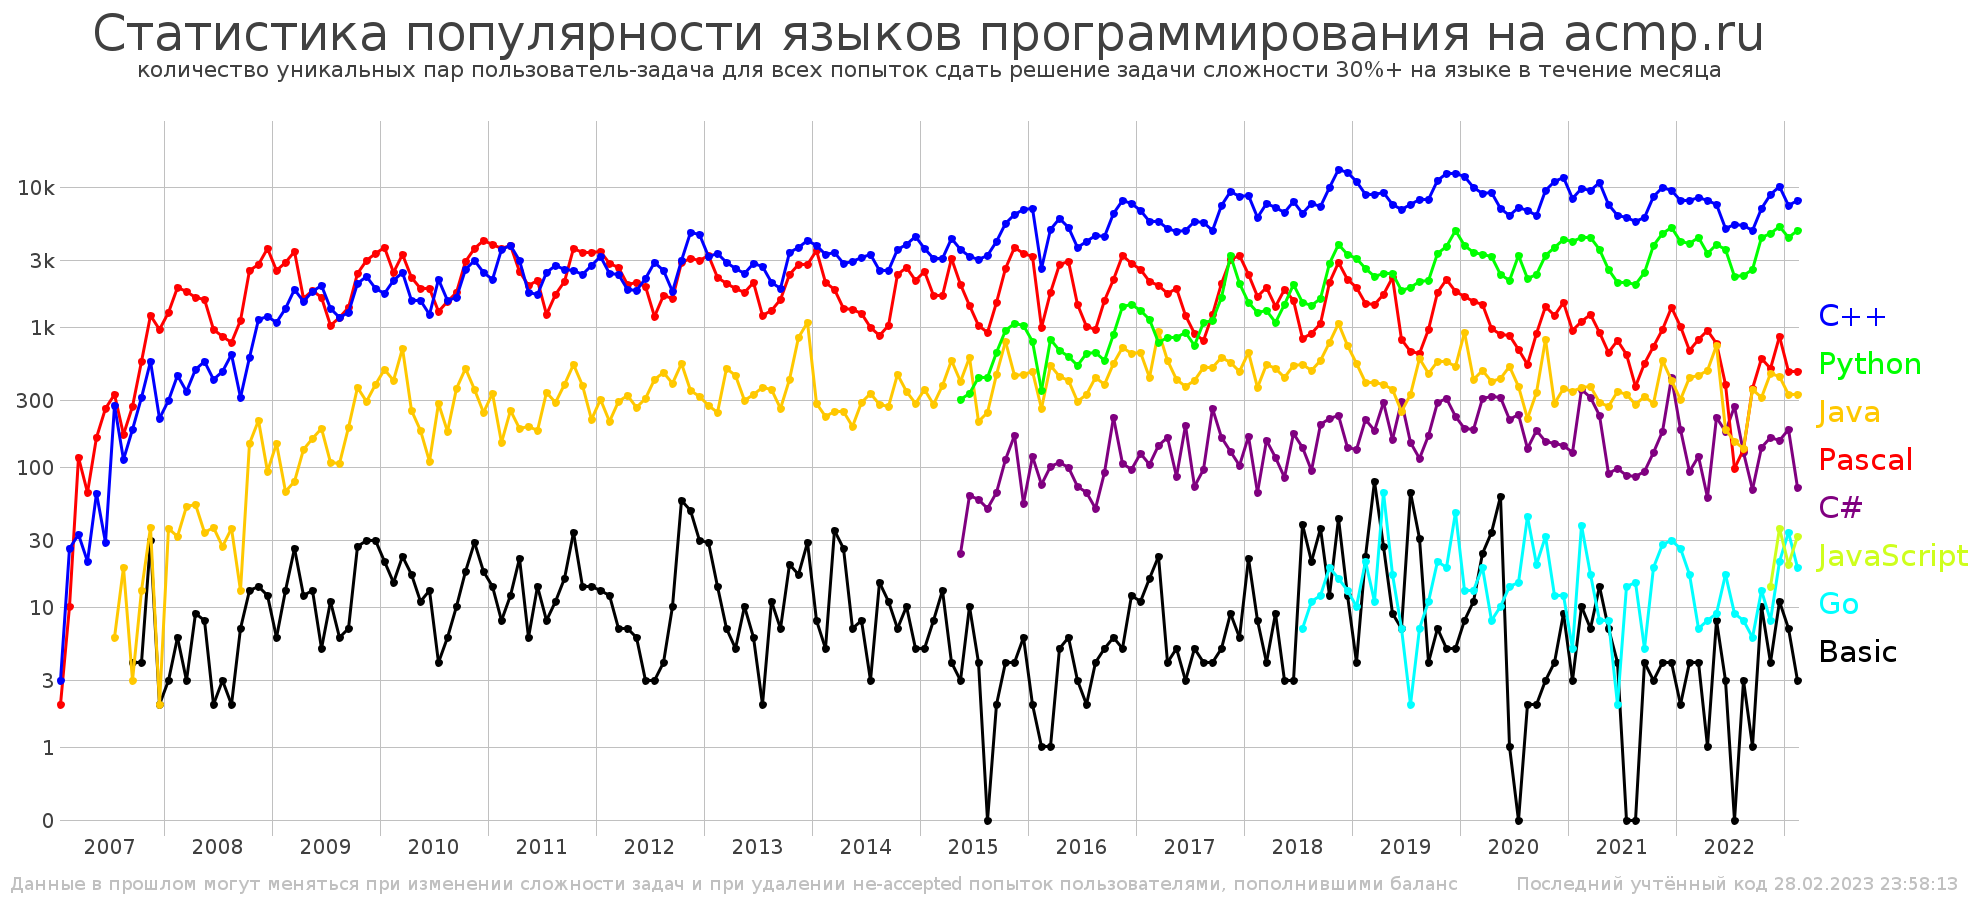 Статистика популярности языков программирования на acmp.ru
количество уникальных пар пользователь-задача для всех попыток сдать решение задачи сложности 30%+ на языке в течение месяца
10k
3k
1k
300
100
30
10
3
1
0
C++
Python
Java
Pascal
C#
JavaScript
Go
Basic
2007 2008 2009 2010 2011 2012 2013 2014 2015 2016 2017 2018 2019 2020 2021 2022
Данные в прошлом могут меняться при изменении сложности задач и при удалении не-accepted попыток пользователями, пополнившими баланс Последний учтённый код 28.02.2023 23:58:13